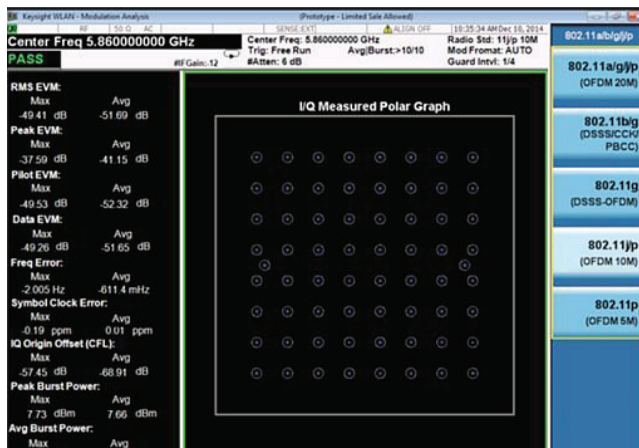 Keysight WLAN - Modulation Analysis
(Prototype - Limited Sale Allowed)
RF
50 Ω
AC
SENSE:EXT
ALIGN OFF
10:35:34 AM Dec 10, 2014
Center Freq 5.860000000 GHz
PASS
#IFGain:-12
Center Freq: 5.860000000 GHz
Trig: Free Run
Avg|Burst:>10/10
#Atten: 6 dB
Radio Std: 11j/p 10M
Mod Fromat: AUTO
Guard Intvl: 1/4
RMS EVM:
Max Avg
-49.41 dB -51.69 dB
Peak EVM:
Max Avg
-37.59 dB -41.15 dB
Pilot EVM:
Max Avg
-49.53 dB -52.32 dB
Data EVM:
Max Avg
-49.26 dB -51.65 dB
Freq Error:
Max Avg
-2.005 Hz -611.4 mHz
Symbol Clock Error:
Max Avg
-0.19 ppm 0.01 ppm
IQ Origin Offset (CFL):
Max Avg
-57.45 dB -68.91 dB
Peak Burst Power:
Max Avg
7.73 dBm 7.66 dBm
Avg Burst Power:
Max Avg
I/Q Measured Polar Graph
802.11a/b/g/j/p
802.11a/g/j/p
(OFDM 20M)
802.11b/g
(DSSS/CCK/
PBCC)
802.11g
(DSSS-OFDM)
802.11j/p
(OFDM 10M)
802.11p
(OFDM 5M)